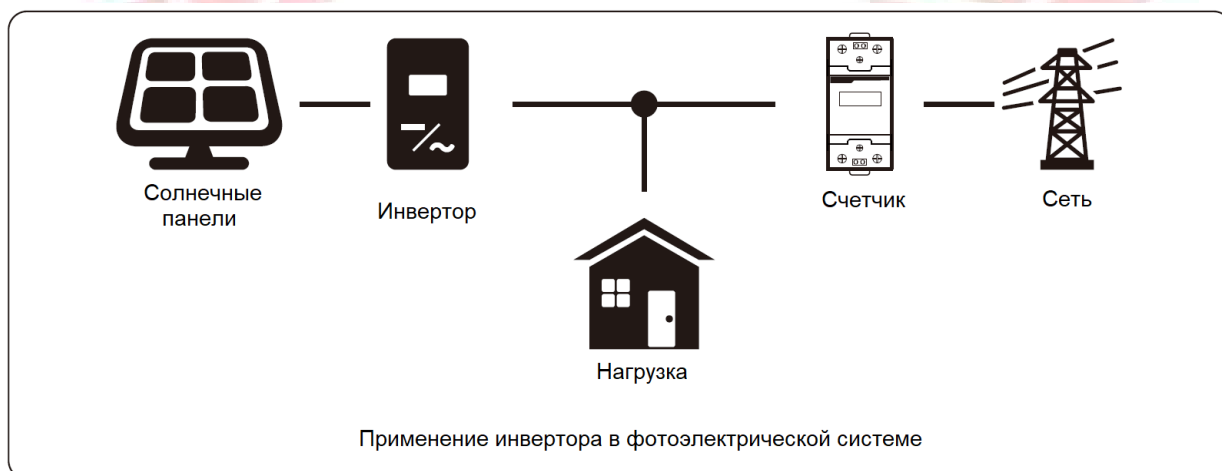 Солнечные
панели
Инвертор
Счетчик
Сеть
Нагрузка
Применение инвертора в фотоэлектрической системе